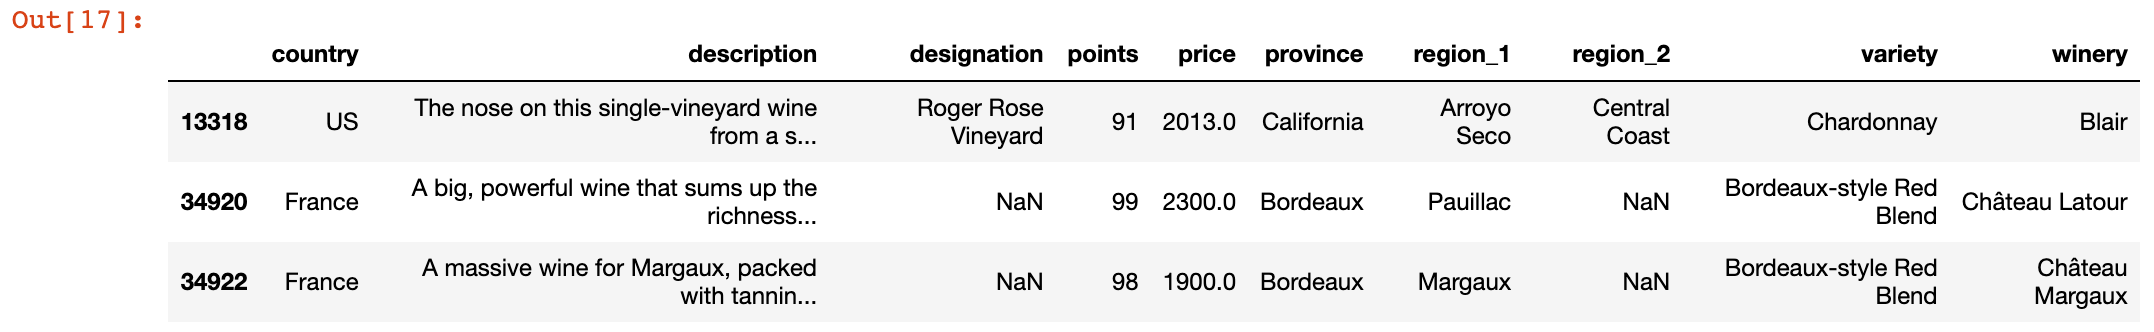 Out[17]:
country description designation points price province region_1 region_2 variety winery
13318 US The nose on this single-vineyard wine from a s... Roger Rose Vineyard 91 2013.0 California Arroyo Seco Central Coast Chardonnay Blair
34920 France A big, powerful wine that sums up the richness... NaN 99 2300.0 Bordeaux Pauillac NaN Bordeaux-style Red Blend Château Latour
34922 France A massive wine for Margaux, packed with tannin... NaN 98 1900.0 Bordeaux Margaux NaN Bordeaux-style Red Blend Château Margaux